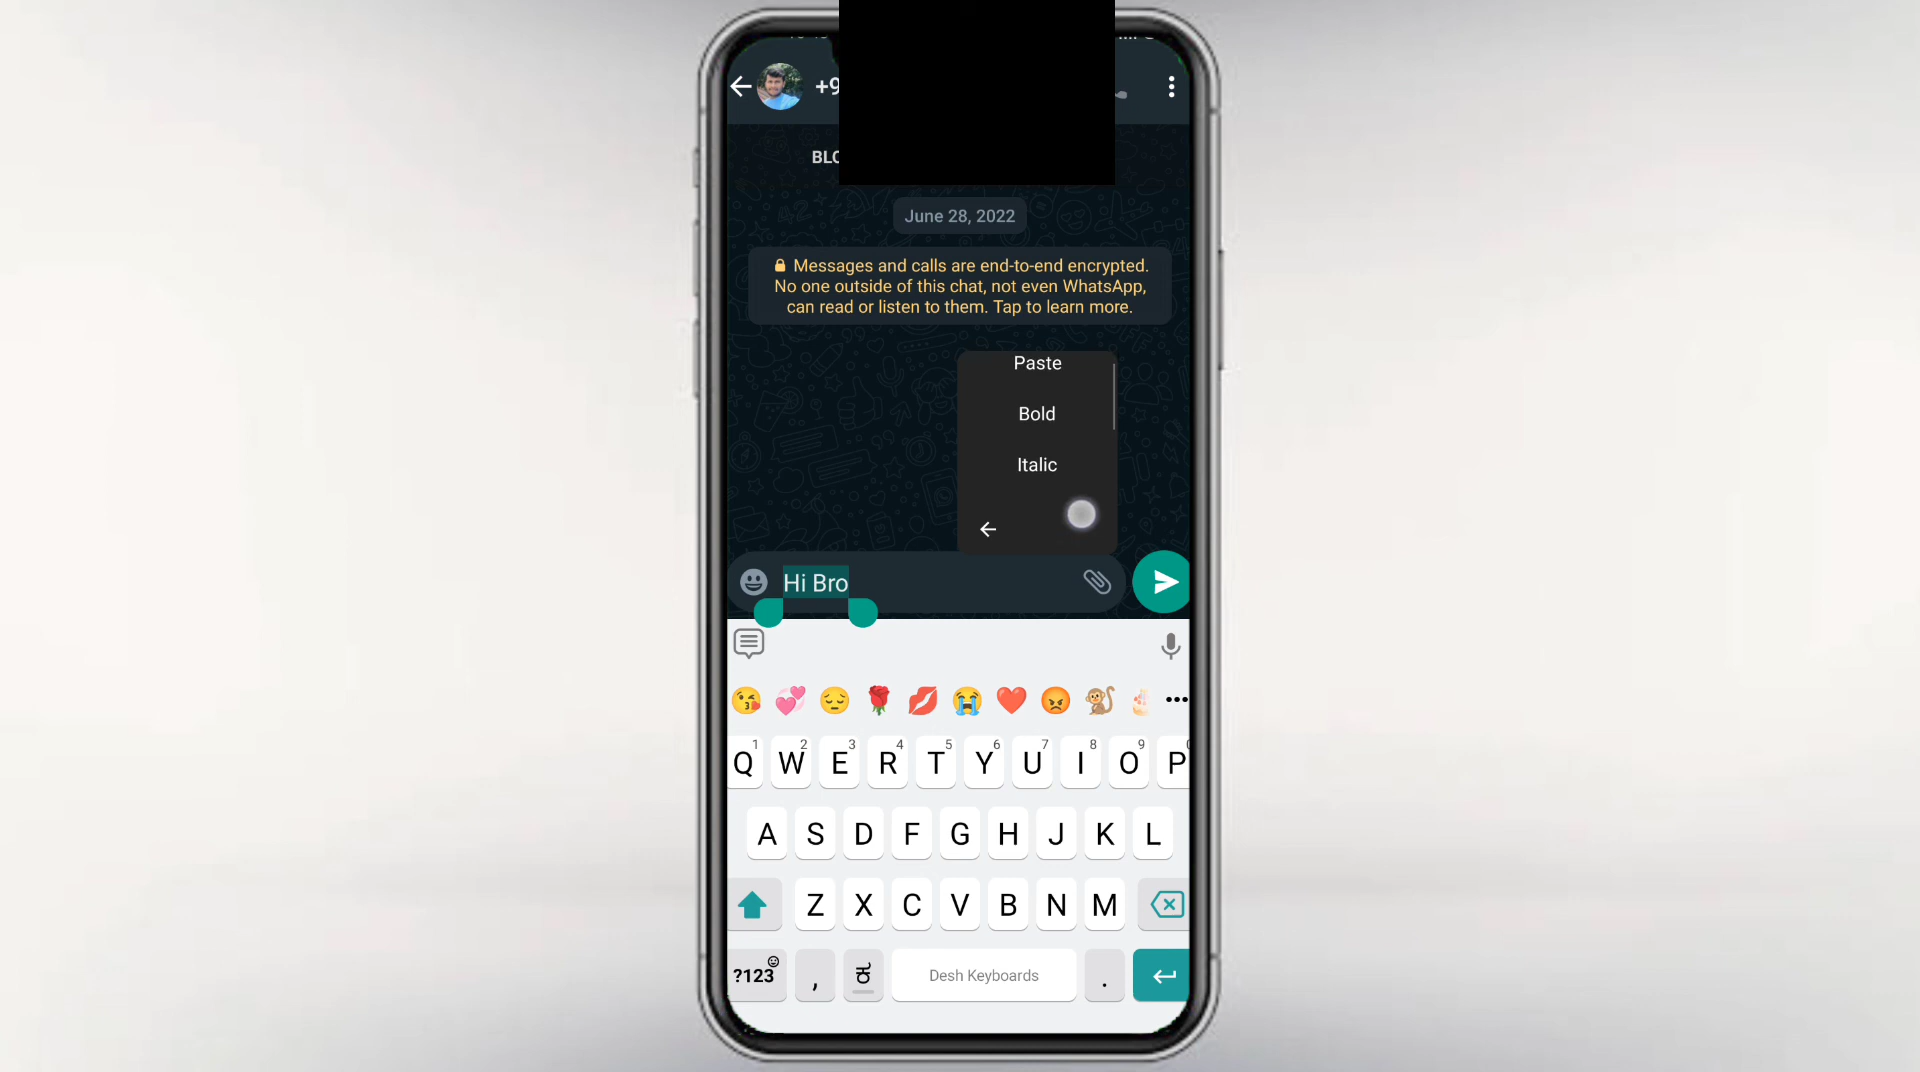 +9
BLO
June 28, 2022
Messages and calls are end-to-end encrypted.
No one outside of this chat, not even WhatsApp,
can read or listen to them. Tap to learn more.
Paste
Bold
Italic
Hi Bro
1 2 3 4 5 6 7 8 9
Q W E R T Y U I O P
A S D F G H J K L
Z X C V B N M
?123 , ಕ Desh Keyboards .